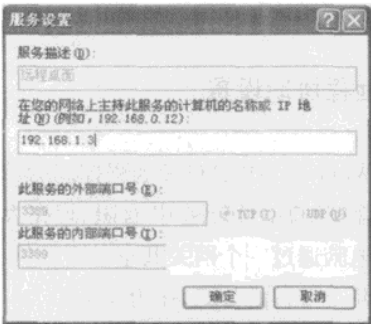 服务设置
服务描述(D):
远程桌面
在您的网络上主持此服务的计算机的名称或 IP 地
址(N)(例如, 192.168.0.12):
192.168.1.3
此服务的外部端口号(E):
3389
TCP(T) UDP(U)
此服务的内部端口号(I):
3389
确定 取消